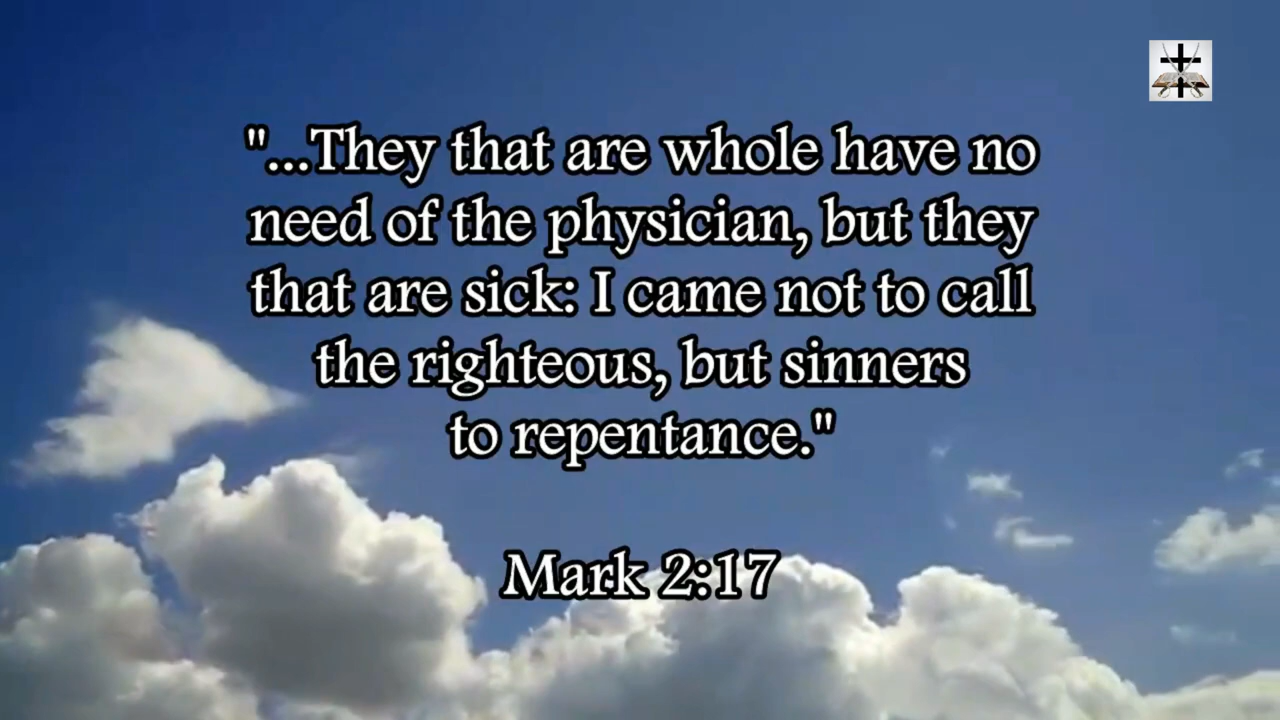 "...They that are whole have no
need of the physician, but they
that are sick: I came not to call
the righteous, but sinners
to repentance."
Mark 2:17